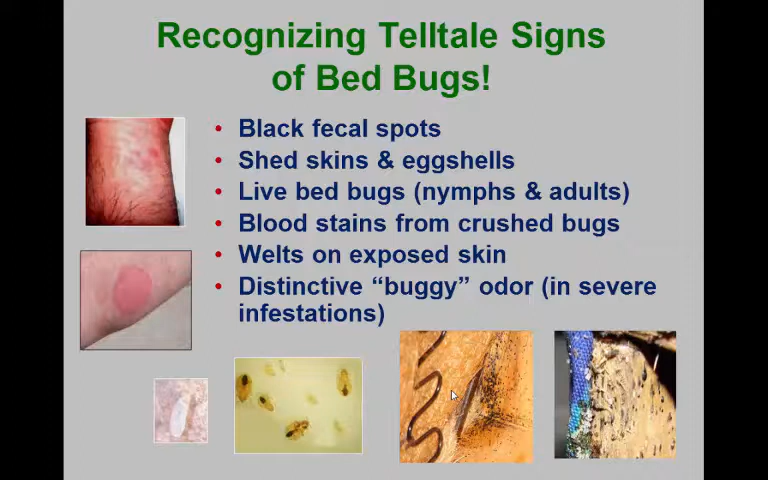 Recognizing Telltale Signs
of Bed Bugs!
• Black fecal spots
• Shed skins & eggshells
• Live bed bugs (nymphs & adults)
• Blood stains from crushed bugs
• Welts on exposed skin
• Distinctive “buggy” odor (in severe
infestations)